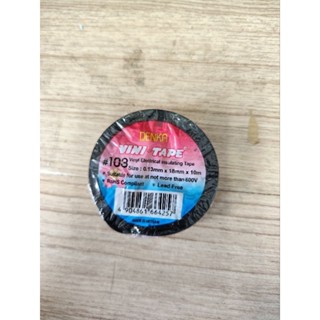 DENKA
VINI TAPE
#103 Vinyl Electrical Insulating Tape
Size : 0.13mm x 18mm x 10m
• Suitable for use at not more than 600V
• RoHS Compliant • Lead Free